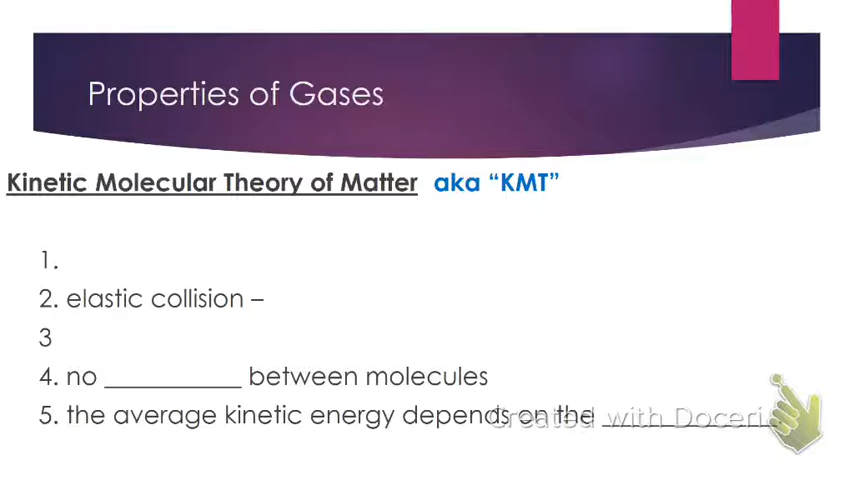 Properties of Gases
Kinetic Molecular Theory of Matter aka “KMT”
1.
2. elastic collision –
3
4. no ___________ between molecules
5. the average kinetic energy depends on the ______________
Created with Doceri